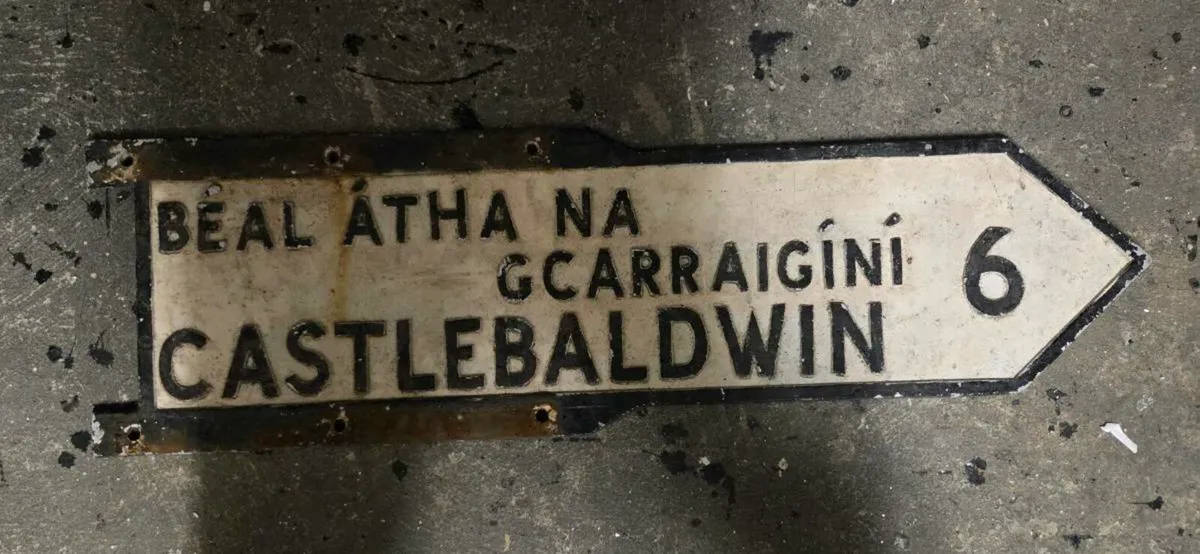 BÉAL ÁTHA NA
GCARRAIGÍNÍ
CASTLEBALDWIN
6